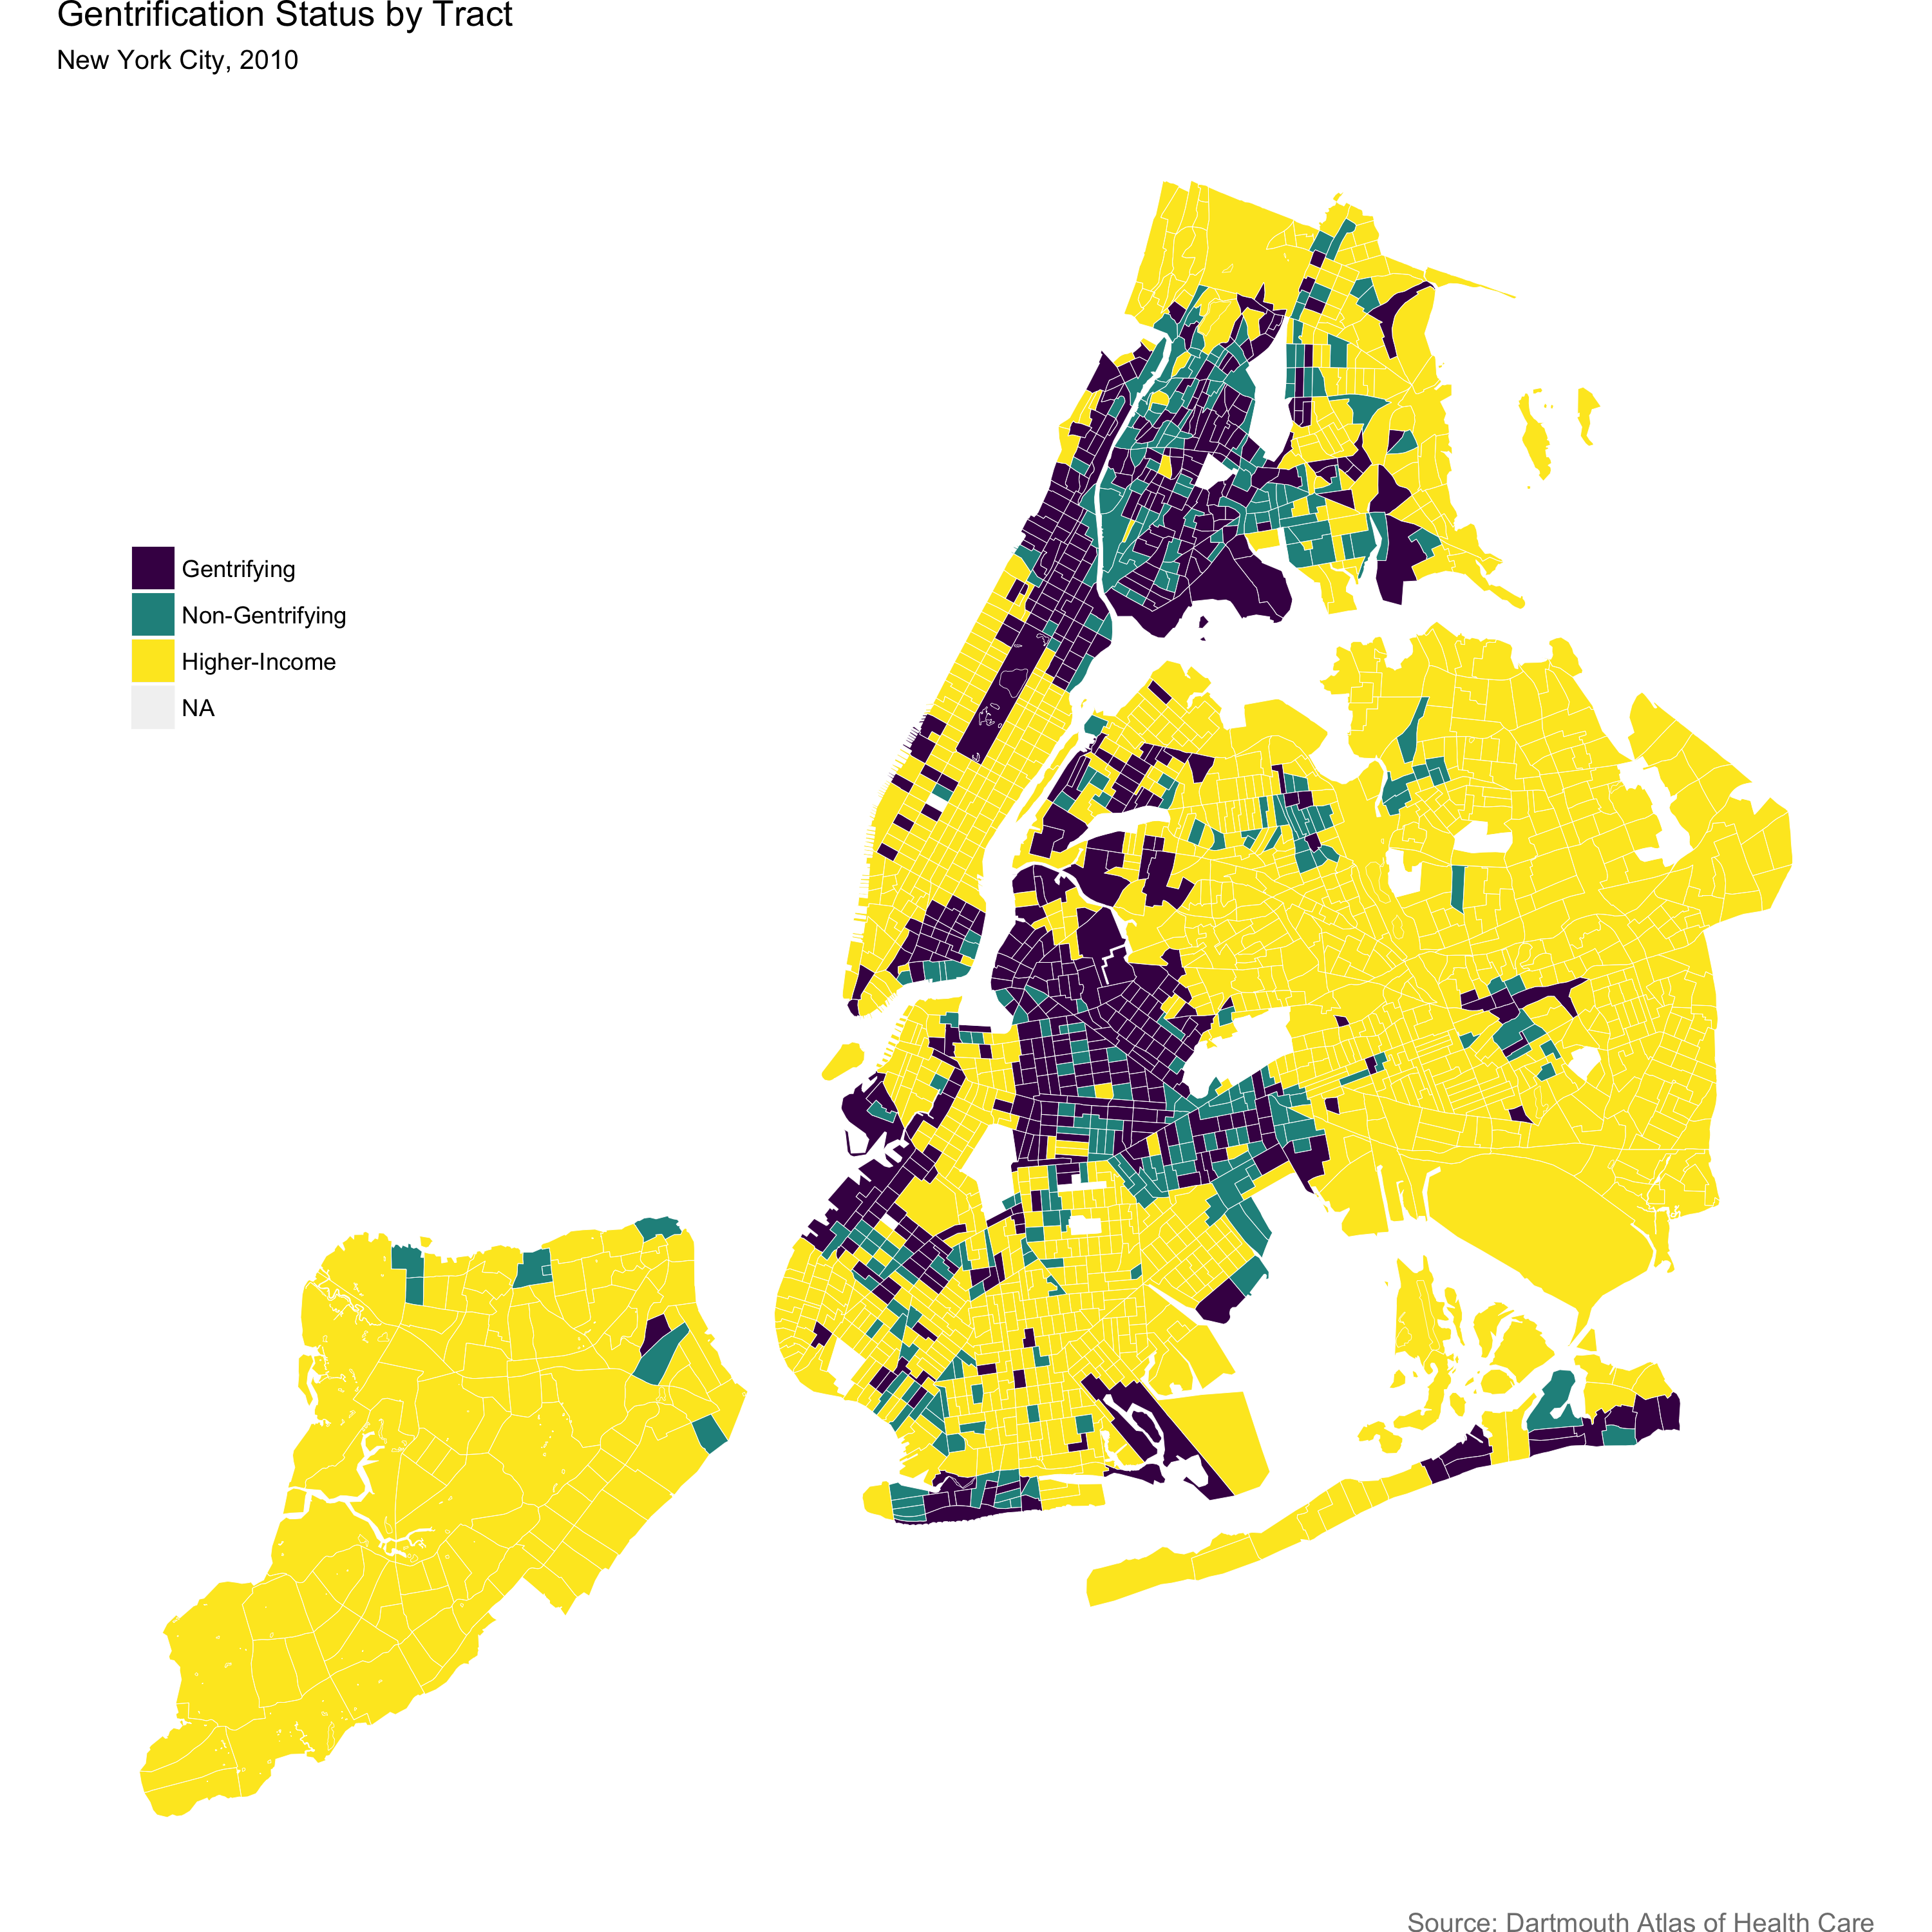 Gentrification Status by Tract
New York City, 2010
Gentrifying
Non-Gentrifying
Higher-Income
NA
Source: Dartmouth Atlas of Health Care